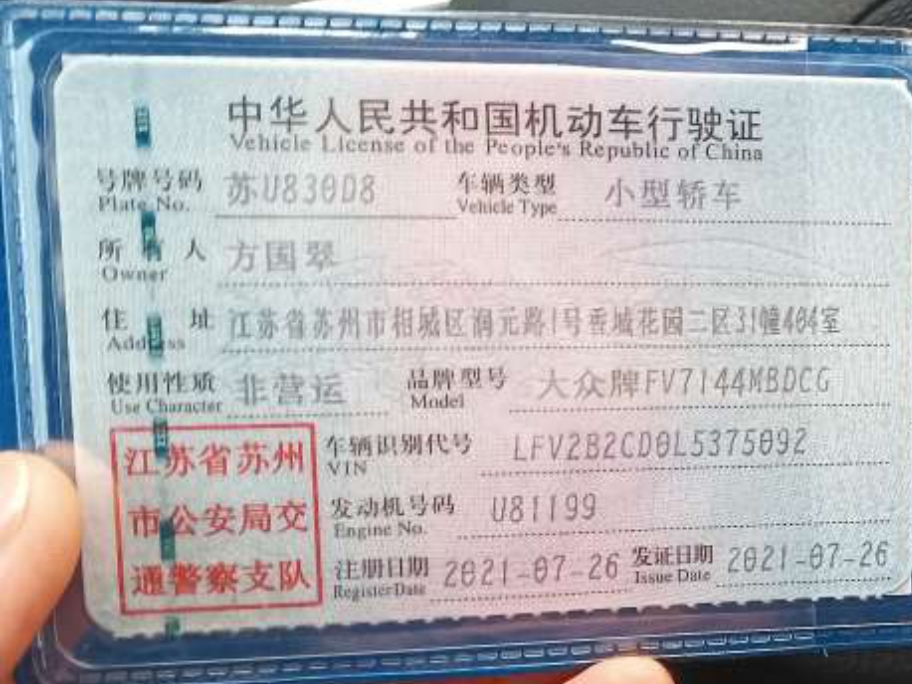 中华人民共和国机动车行驶证
Vehicle License of the People's Republic of China
号牌号码 苏U830D8 车辆类型 小型轿车
Plate No. Vehicle Type
所有人 方国翠
Owner
住址 江苏省苏州市相城区润元路1号香城花园二区31幢404室
Address
使用性质 非营运 品牌型号 大众牌FV7144MBDCG
Use Character Model
江苏省苏州
市公安局交
通警察支队
车辆识别代号 LFV2B2CD0L5375092
VIN
发动机号码 U81199
Engine No.
注册日期 2021-07-26 发证日期 2021-07-26
Register Date Issue Date